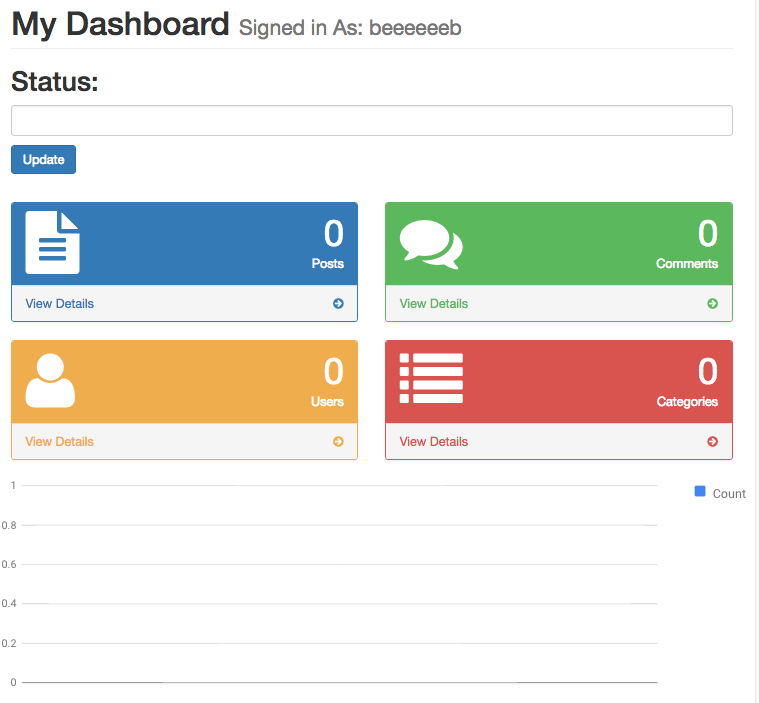 My Dashboard Signed in As: beeeeeeb
Status:
Update
0
Posts
View Details
0
Comments
View Details
0
Users
View Details
0
Categories
View Details
1
0.8
0.6
0.4
0.2
0
Count